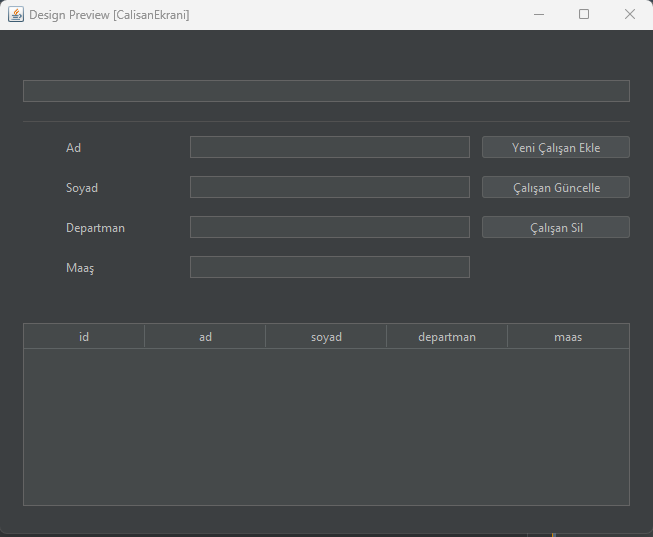 Design Preview [CalisanEkrani]
Ad
Yeni Çalışan Ekle
Soyad
Çalışan Güncelle
Departman
Çalışan Sil
Maaş
id ad soyad departman maas